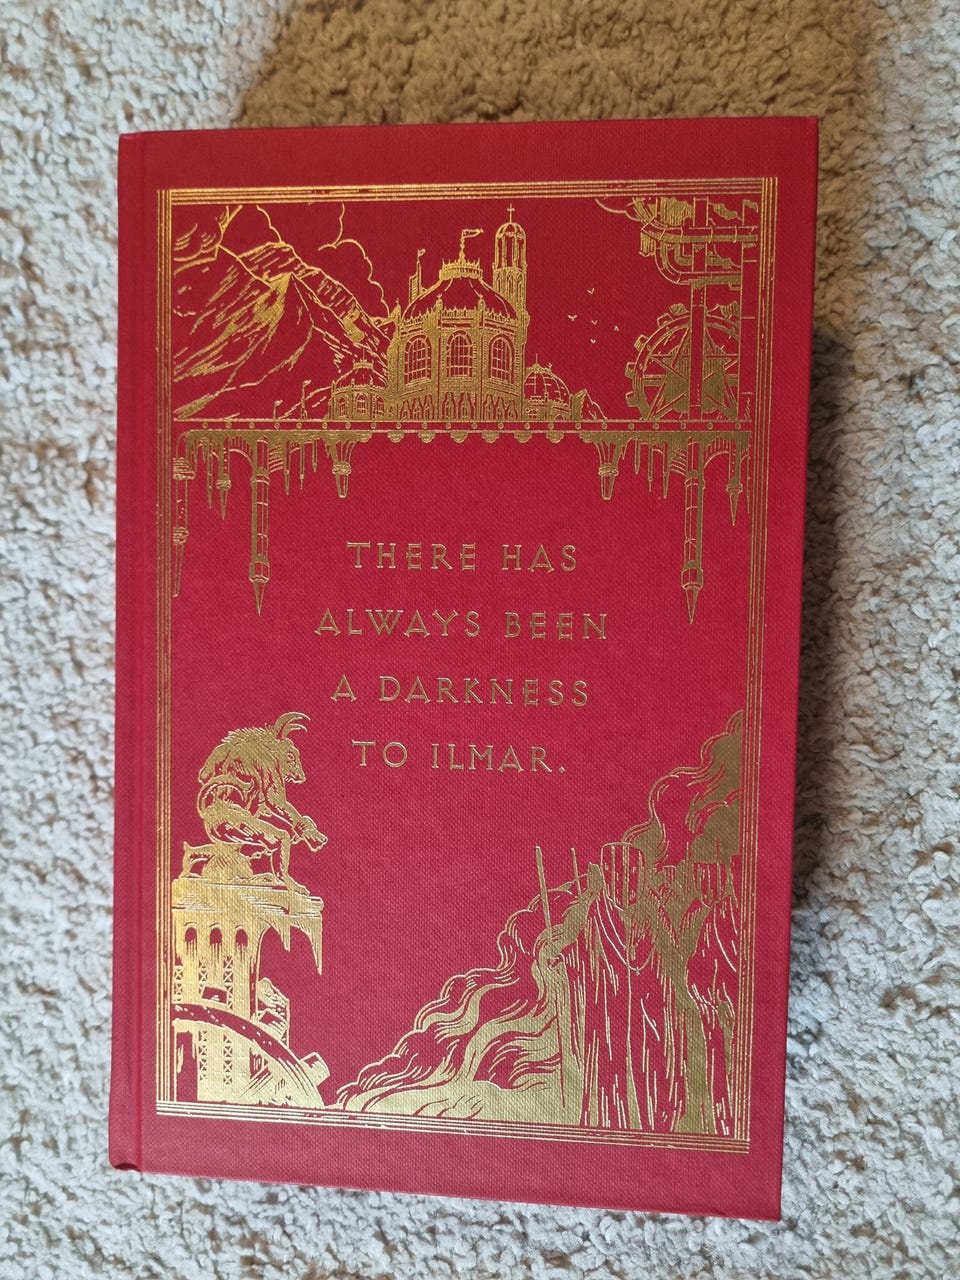 THERE HAS
ALWAYS BEEN
A DARKNESS
TO ILMAR.